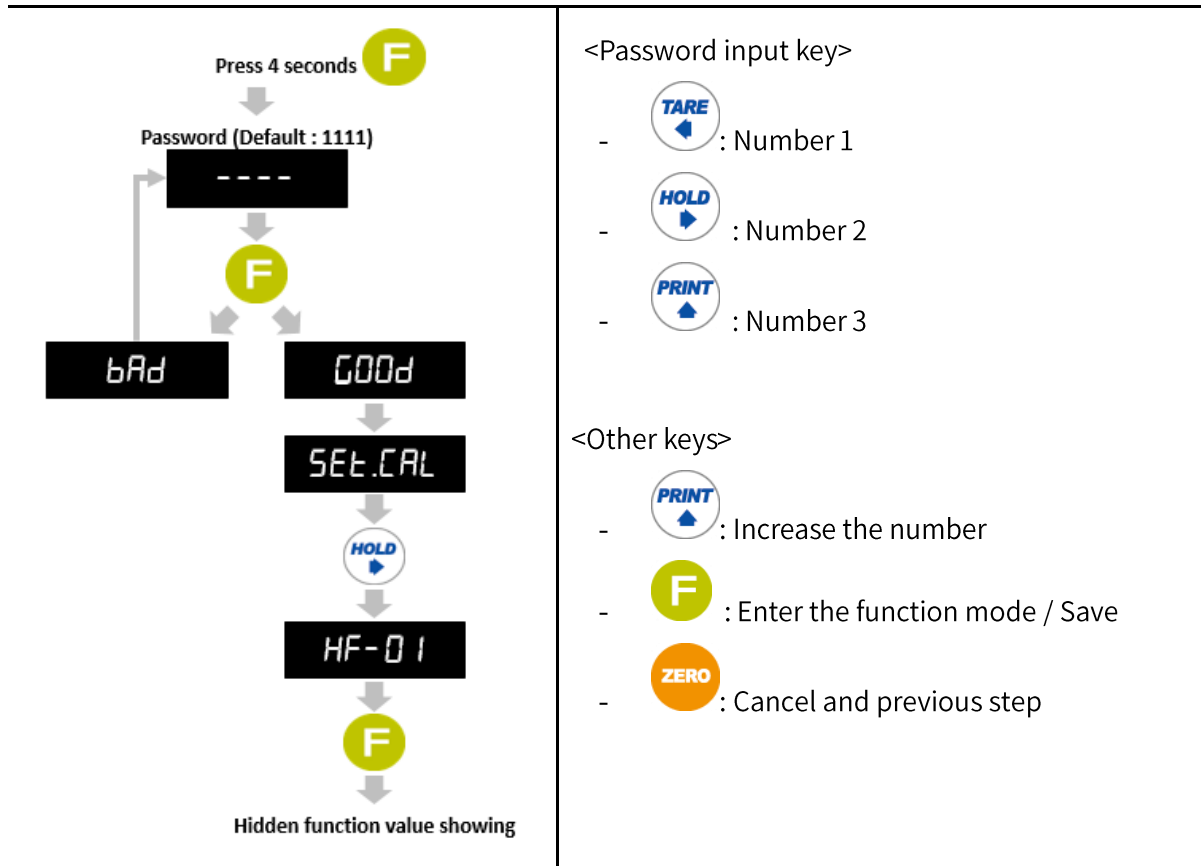 Press 4 seconds F
Password (Default : 1111)
----
F
bAd
GOOd
SEt.CAL
HOLD
HF-01
F
Hidden function value showing
<Password input key>
- TARE : Number 1
- HOLD : Number 2
- PRINT : Number 3
<Other keys>
- PRINT : Increase the number
- F : Enter the function mode / Save
- ZERO : Cancel and previous step